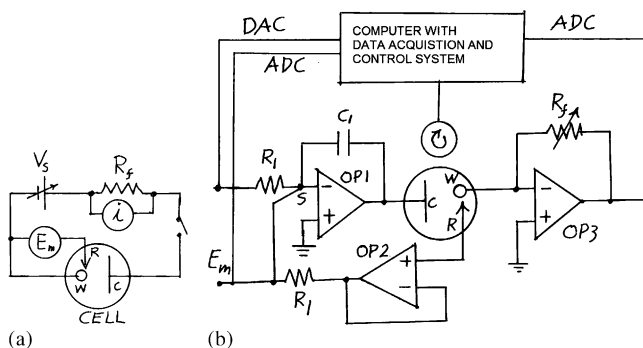 DAC
ADC
COMPUTER WITH
DATA ACQUISTION AND
CONTROL SYSTEM
ADC
Vs
Rf
i
Em
R
W
C
CELL
(a)
R1
C1
S
-
+
OP1
C
W
R
Rf
-
+
OP3
OP2
+
-
Em
R1
(b)